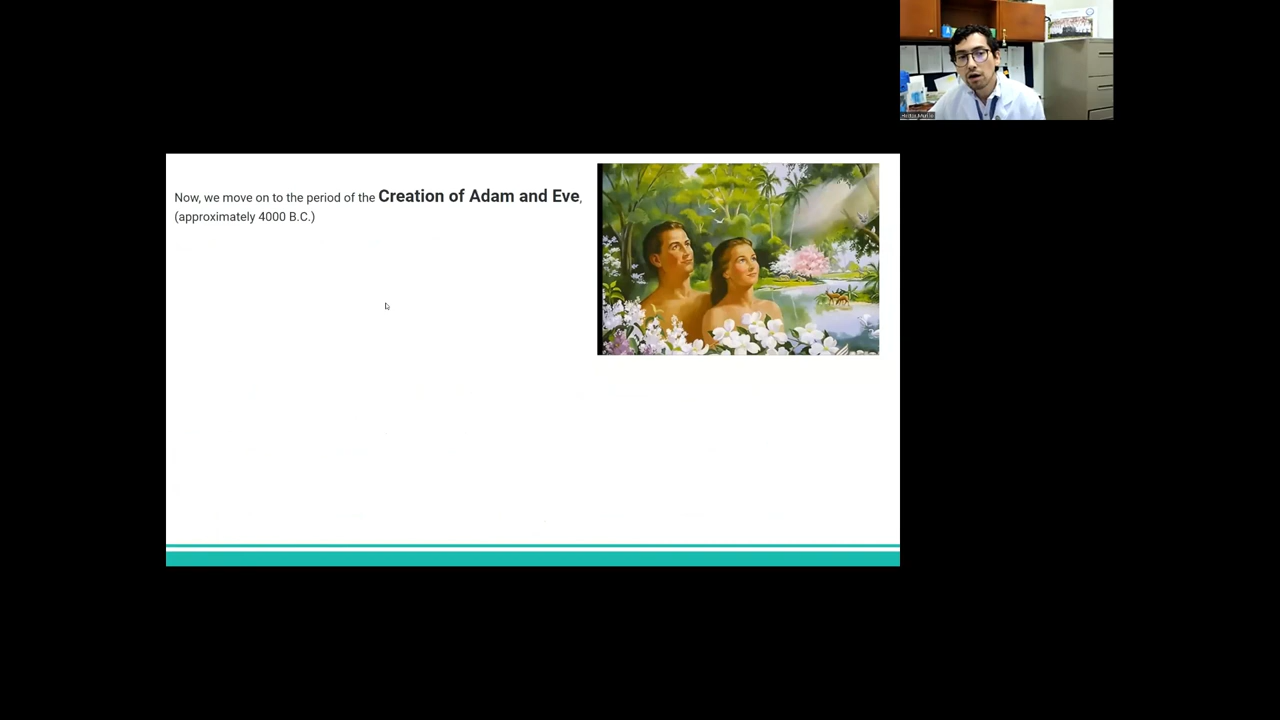 Now, we move on to the period of the Creation of Adam and Eve,
(approximately 4000 B.C.)